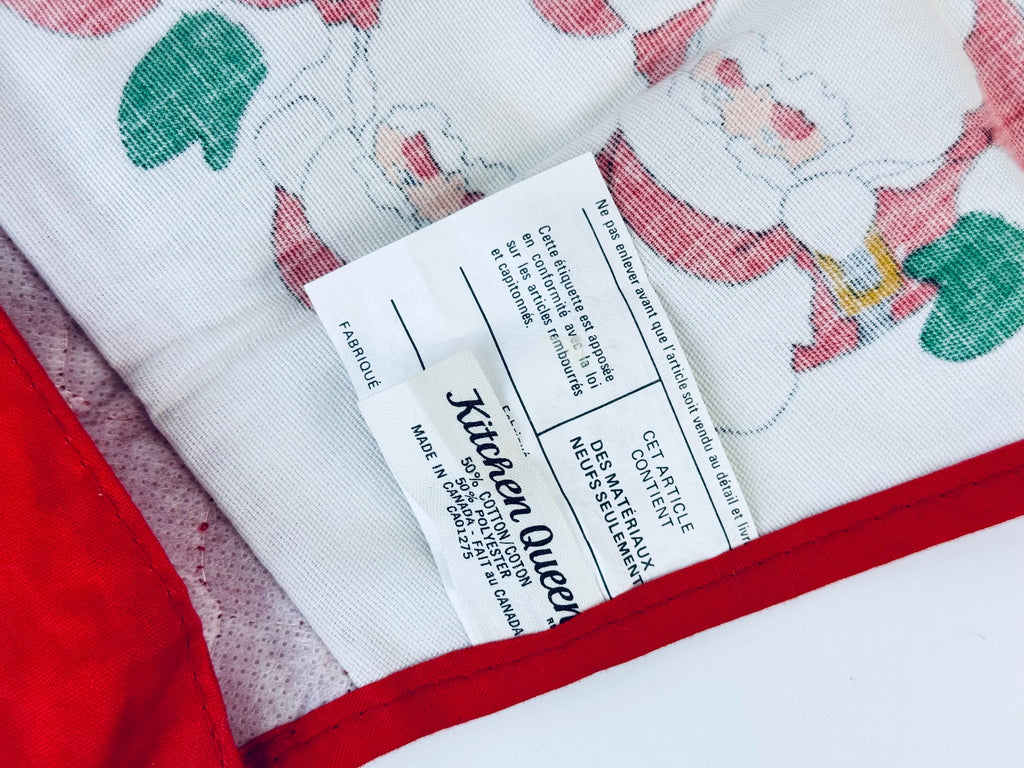 Ne pas enlever avant que l'article soit vendu au détail et
Cette étiquette est apposée
en conformité avec la loi
sur les articles rembourrés
et capitonnés.
CET ARTICLE
CONTIENT
DES MATÉRIAUX
NEUFS SEULEMENT
FABRIQUÉ
Kitchen Queen
50% COTTON/COTON
50% POLYESTER
MADE IN CANADA - FAIT au CANADA
CA01275